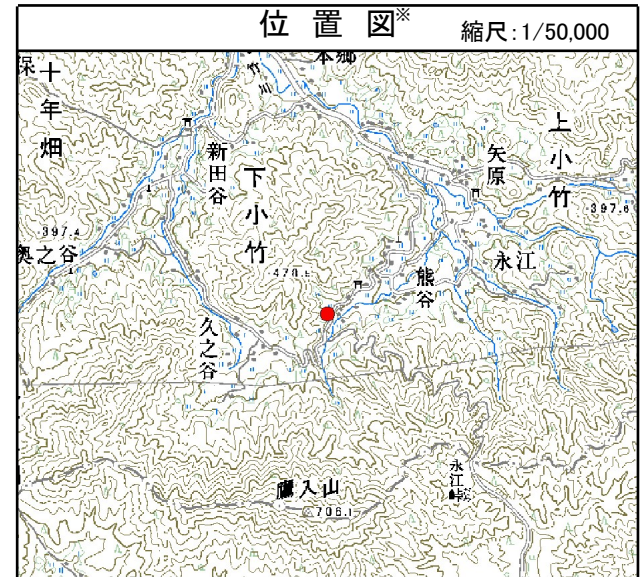 位置図※
縮尺:1/50,000
本郷
保
十年畑
上小竹
新田谷
矢原
下小竹
397.4
397.6
奥之谷
永江
熊谷
久之谷
鷹入山
706.1
永江峠